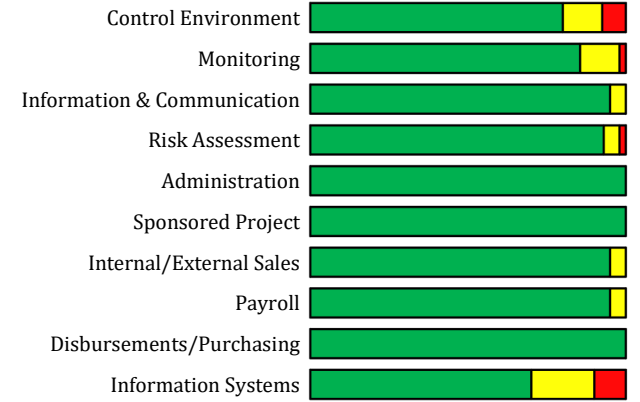 Control Environment
Monitoring
Information & Communication
Risk Assessment
Administration
Sponsored Project
Internal/External Sales
Payroll
Disbursements/Purchasing
Information Systems